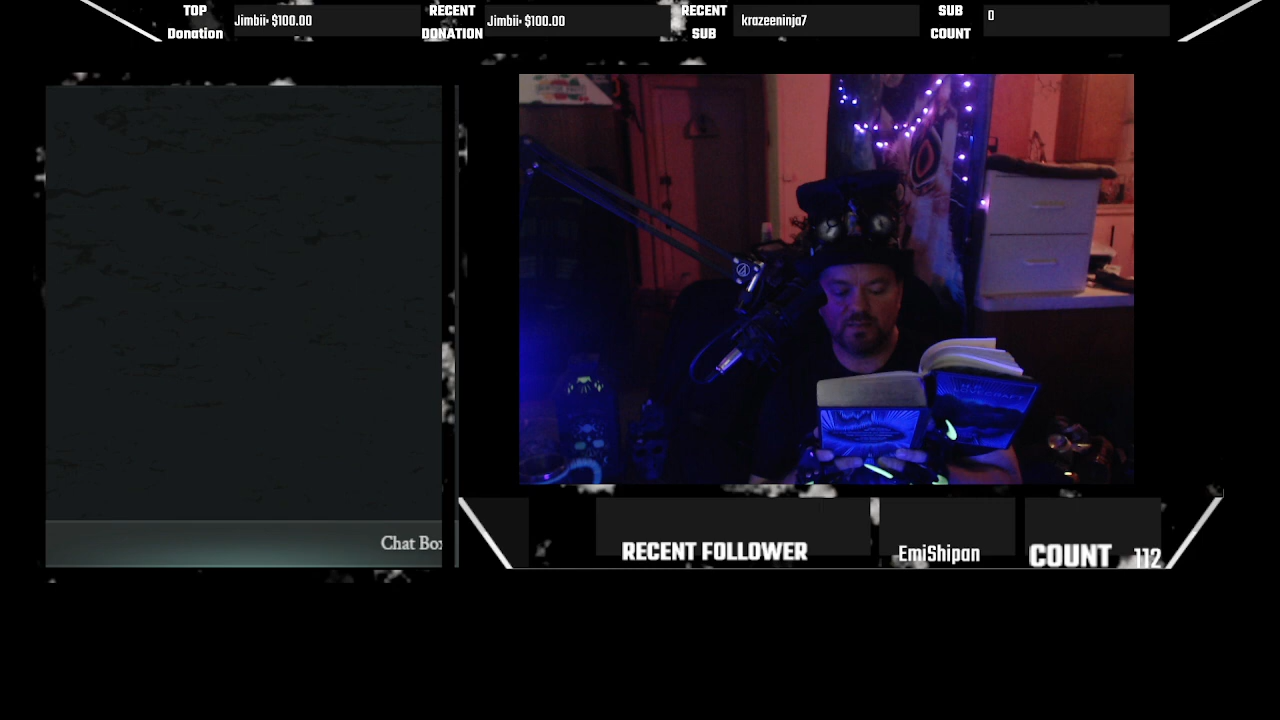 TOP
Donation
Jimbii• $100.00
RECENT
DONATION
Jimbii• $100.00
RECENT
SUB
krazeeninja7
SUB
COUNT
0
H.P.
LOVECRAFT
Chat Box
RECENT FOLLOWER
EmiShipan
COUNT
112